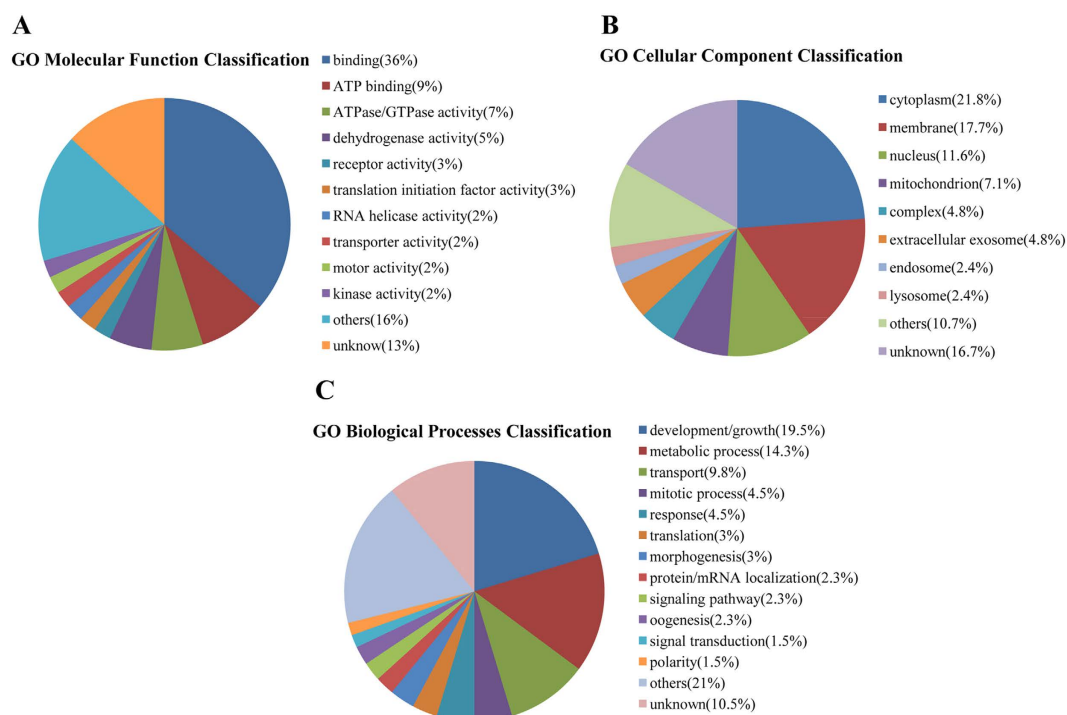 A
GO Molecular Function Classification
binding(36%)
ATP binding(9%)
ATPase/GTPase activity(7%)
dehydrogenase activity(5%)
receptor activity(3%)
translation initiation factor activity(3%)
RNA helicase activity(2%)
transporter activity(2%)
motor activity(2%)
kinase activity(2%)
others(16%)
unknow(13%)
B
GO Cellular Component Classification
cytoplasm(21.8%)
membrane(17.7%)
nucleus(11.6%)
mitochondrion(7.1%)
complex(4.8%)
extracellular exosome(4.8%)
endosome(2.4%)
lysosome(2.4%)
others(10.7%)
unknown(16.7%)
C
GO Biological Processes Classification
development/growth(19.5%)
metabolic process(14.3%)
transport(9.8%)
mitotic process(4.5%)
response(4.5%)
translation(3%)
morphogenesis(3%)
protein/mRNA localization(2.3%)
signaling pathway(2.3%)
oogenesis(2.3%)
signal transduction(1.5%)
polarity(1.5%)
others(21%)
unknown(10.5%)